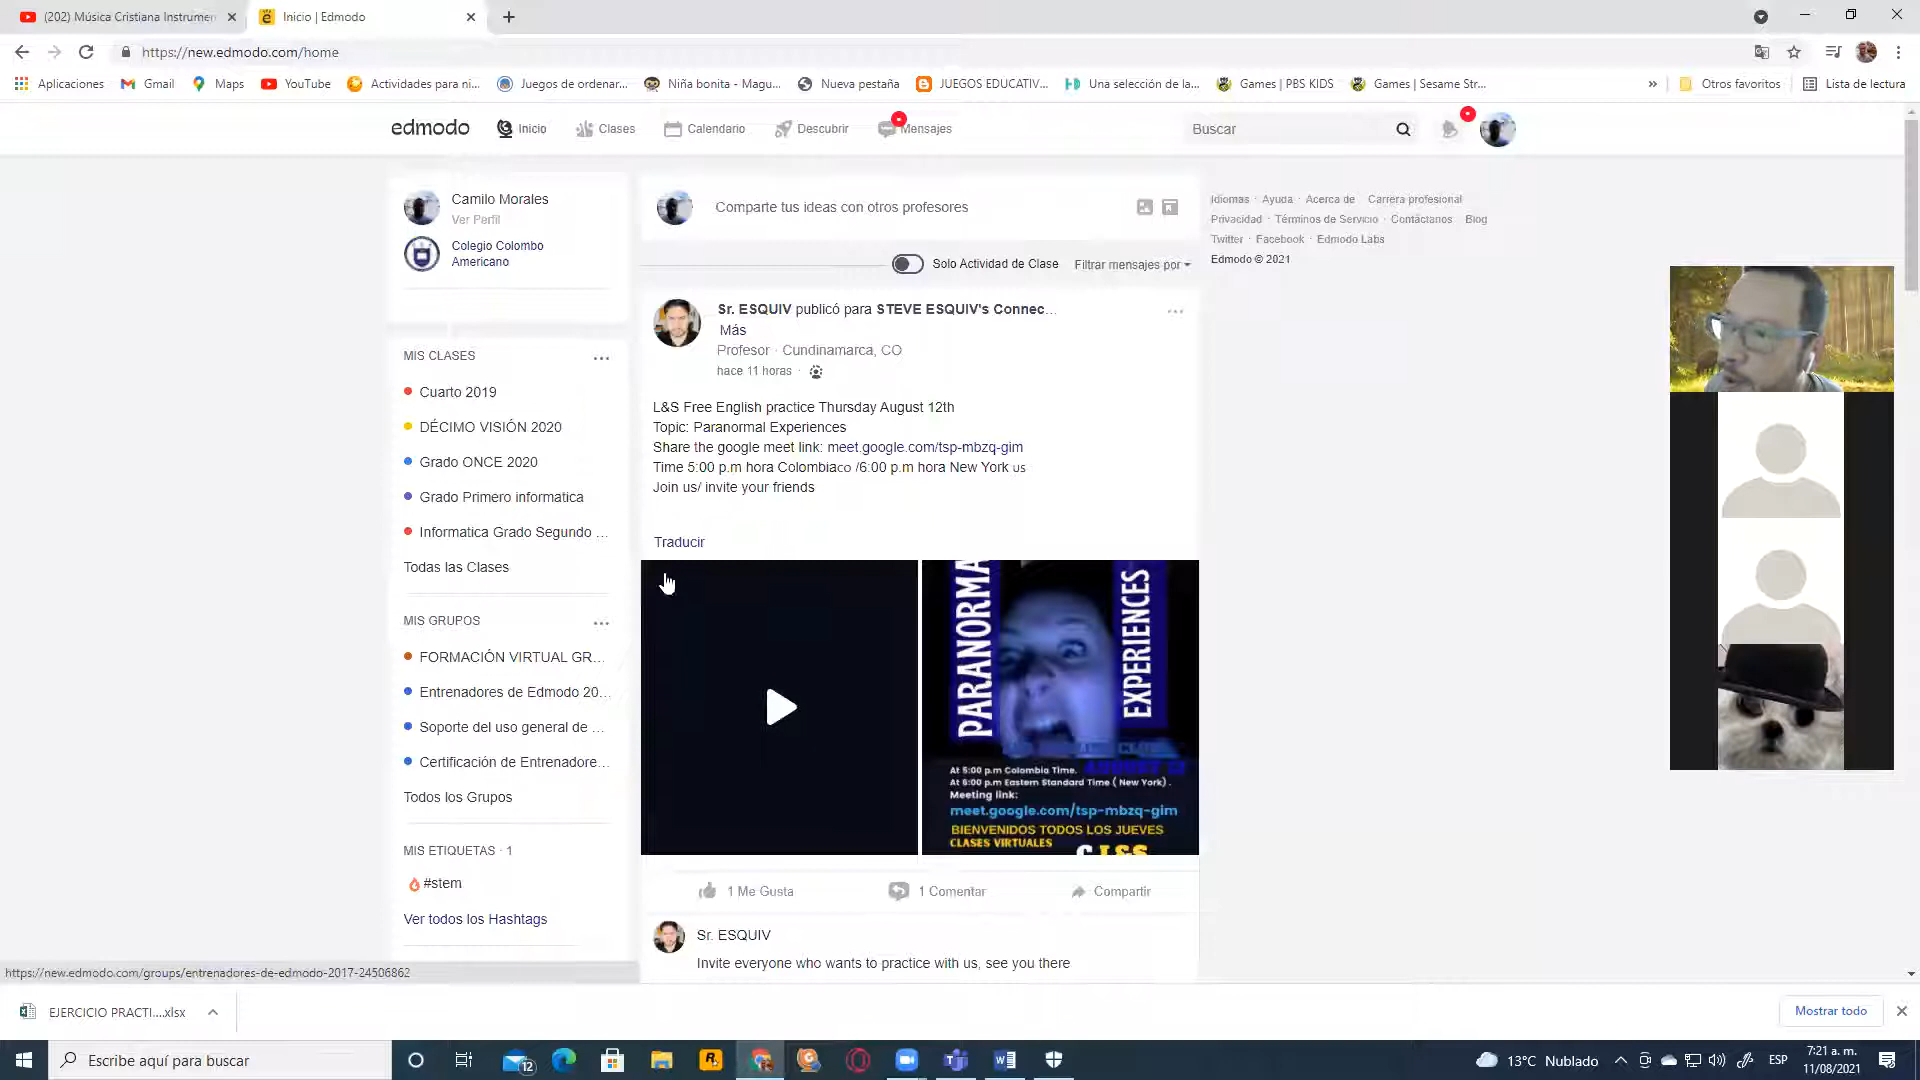 (202) Música Cristiana Instrumen
Inicio | Edmodo
https://new.edmodo.com/home
Aplicaciones
Gmail
Maps
YouTube
Actividades para ni...
Juegos de ordenar...
Niña bonita - Magu...
Nueva pestaña
JUEGOS EDUCATIV...
Una selección de la...
Games | PBS KIDS
Games | Sesame Str...
»
Otros favoritos
Lista de lectura
edmodo
Inicio
Clases
Calendario
Descubrir
Mensajes
Buscar
Camilo Morales
Ver Perfil
Colegio Colombo
Americano
MIS CLASES
Cuarto 2019
DÉCIMO VISIÓN 2020
Grado ONCE 2020
Grado Primero informatica
Informatica Grado Segundo ...
Todas las Clases
MIS GRUPOS
FORMACIÓN VIRTUAL GR...
Entrenadores de Edmodo 20...
Soporte del uso general de ...
Certificación de Entrenadore...
Todos los Grupos
MIS ETIQUETAS · 1
#stem
Ver todos los Hashtags
Comparte tus ideas con otros profesores
Solo Actividad de Clase
Filtrar mensajes por
Sr. ESQUIV publicó para STEVE ESQUIV's Connec...
Más
Profesor · Cundinamarca, CO
hace 11 horas ·
L&S Free English practice Thursday August 12th
Topic: Paranormal Experiences
Share the google meet link: meet.google.com/tsp-mbzq-gim
Time 5:00 p.m hora Colombiaco /6:00 p.m hora New York us
Join us/ invite your friends
Traducir
PARANORMA
EXPERIENCES
AUGUST 12
At 5:00 p.m Colombia Time.
At 6:00 p.m Eastern Standard Time ( New York) .
Meeting link:
meet.google.com/tsp-mbzq-gim
BIENVENIDOS TODOS LOS JUEVES
CLASES VIRTUALES
1 Me Gusta
1 Comentar
Compartir
Sr. ESQUIV
Invite everyone who wants to practice with us, see you there
Idiomas · Ayuda · Acerca de · Carrera profesional
Privacidad · Términos de Servicio · Contáctanos · Blog
Twitter · Facebook · Edmodo Labs
Edmodo © 2021
https://new.edmodo.com/groups/entrenadores-de-edmodo-2017-24506862
EJERCICIO PRACTI....xlsx
Mostrar todo
Escribe aquí para buscar
12
13°C Nublado
ESP
7:21 a. m.
11/08/2021